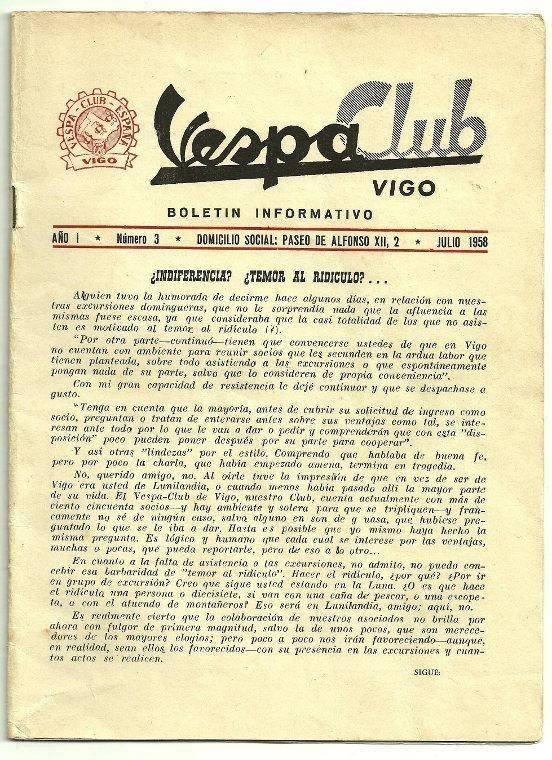 VESPA - CLUB - ESPAÑA
VIGO
Vespa Club
VIGO
BOLETIN INFORMATIVO
AÑO I * Número 3 * DOMICILIO SOCIAL: PASEO DE ALFONSO XII, 2 * JULIO 1958
¿INDIFERENCIA? ¿TEMOR AL RIDICULO?...
Alguien tuvo la humorada de decirme hace algunos días, en relación con nues-
tras excursiones domingueras, que no le sorprendía nada que la afluencia a las
mismas fuese escasa, ya que consideraba que la casi totalidad de los que no asis-
ten es motivado al temor al ridículo (?).
"Por otra parte—continuó—tienen que convencerse ustedes de que en Vigo
no cuentan con ambiente para reunir socios que les secunden en la ardua labor que
tienen planteada, sobre todo asistiendo a las excursiones o que espontáneamente
pongan nada de su parte, salvo que lo consideren de propia conveniencia".
Con mi gran capacidad de resistencia le dejé continuar y que se despachase a
gusto.
"Tenga en cuenta que la mayoría, antes de cubrir su solicitud de ingreso como
socio, preguntan o tratan de enterarse antes sobre sus ventajas como tal, se inte-
resan ante todo por lo que le van a dar o pedir y comprenderán que con esta "dis-
posición" poco pueden poner después por su parte para cooperar".
Y así otras "lindezas" por el estilo. Comprendo que hablaba de buena fe,
pero por poco la charla, que había empezado amena, termina en tragedia.
No, querido amigo, no. Al oirle tuve la impresión de que en vez de ser de
Vigo era usted de Lunilandia, o cuando menos había pasado allí la mayor parte
de su vida. El Vespa-Club de Vigo, nuestro Club, cuenta actualmente con más de
ciento cincuenta socios—y hay ambiente y solera para que se tripliquen—y fran-
camente no sé de ningún caso, salvo alguno en son de g uasa, que hubiese pre-
guntado lo que se le iba a dar. Hasta es posible que yo mismo haya hecho la
misma pregunta. Es lógico y humano que cada cual se interese por las ventajas,
muchas o pocas, que pueda reportarle, pero de eso a lo otro...
En cuanto a la falta de asistencia a las excursiones, no admito, no puedo con-
cebir esa barbaridad de "temor al ridículo". Hacer el ridículo, ¿por qué? ¿Por ir
en grupo de excursión? Creo que sigue usted estando en la Luna. ¿O es que hace
el ridículo una persona o diecisiete, si van con una caña de pescar, o una escope-
ta, o con el atuendo de montañeros? Eso será en Lunilandia, amigo; aquí, no.
Es realmente cierto que la colaboración de nuestros asociados no brilla por
ahora con fulgor de primera magnitud, salvo la de unos pocos, que son merece-
dores de los mayores elogios; pero poco a poco nos irán favoreciendo—aunque,
en realidad, sean ellos los favorecidos—con su presencia en las excursiones y cuan-
tos actos se realicen.
SIGUE: